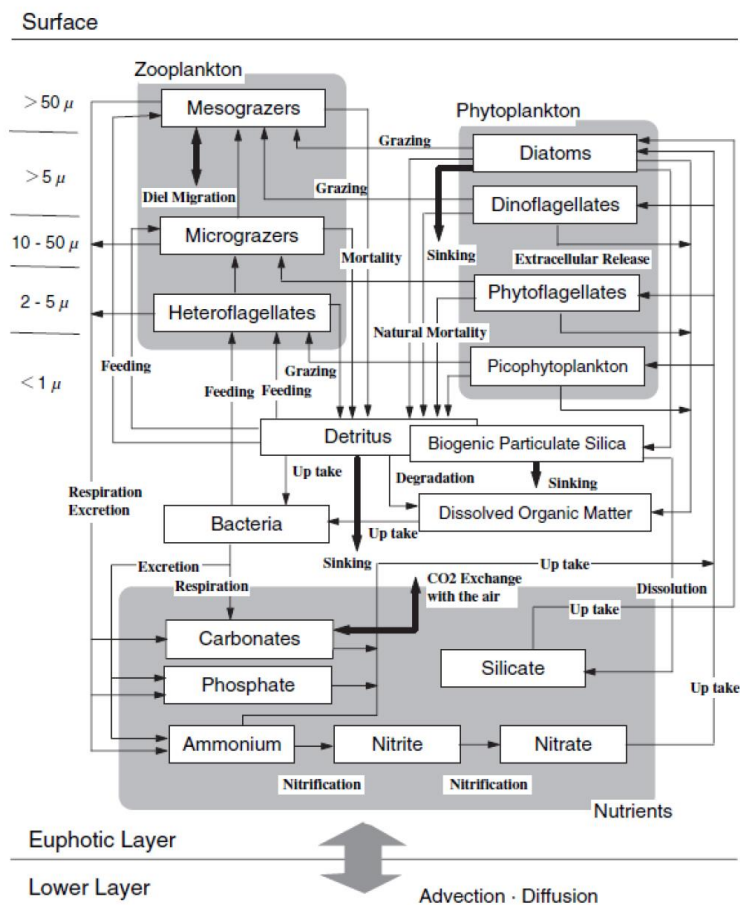 Surface
Zooplankton
> 50 μ
Mesograzers
Phytoplankton
Grazing
Diatoms
> 5 μ
Diel Migration
Grazing
Dinoflagellates
10 - 50 μ
Micrograzers
Mortality
Sinking
Extracellular Release
2 - 5 μ
Heteroflagellates
Phytoflagellates
Natural Mortality
< 1 μ
Feeding
Feeding
Feeding
Grazing
Picophytoplankton
Detritus
Biogenic Particulate Silica
Up take
Degradation
Sinking
Respiration
Excretion
Bacteria
Up take
Dissolved Organic Matter
Excretion
Respiration
Sinking
CO2 Exchange
with the air
Up take
Dissolution
Carbonates
Up take
Silicate
Phosphate
Up take
Ammonium
Nitrite
Nitrate
Nitrification
Nitrification
Nutrients
Euphotic Layer
Lower Layer
Advection · Diffusion